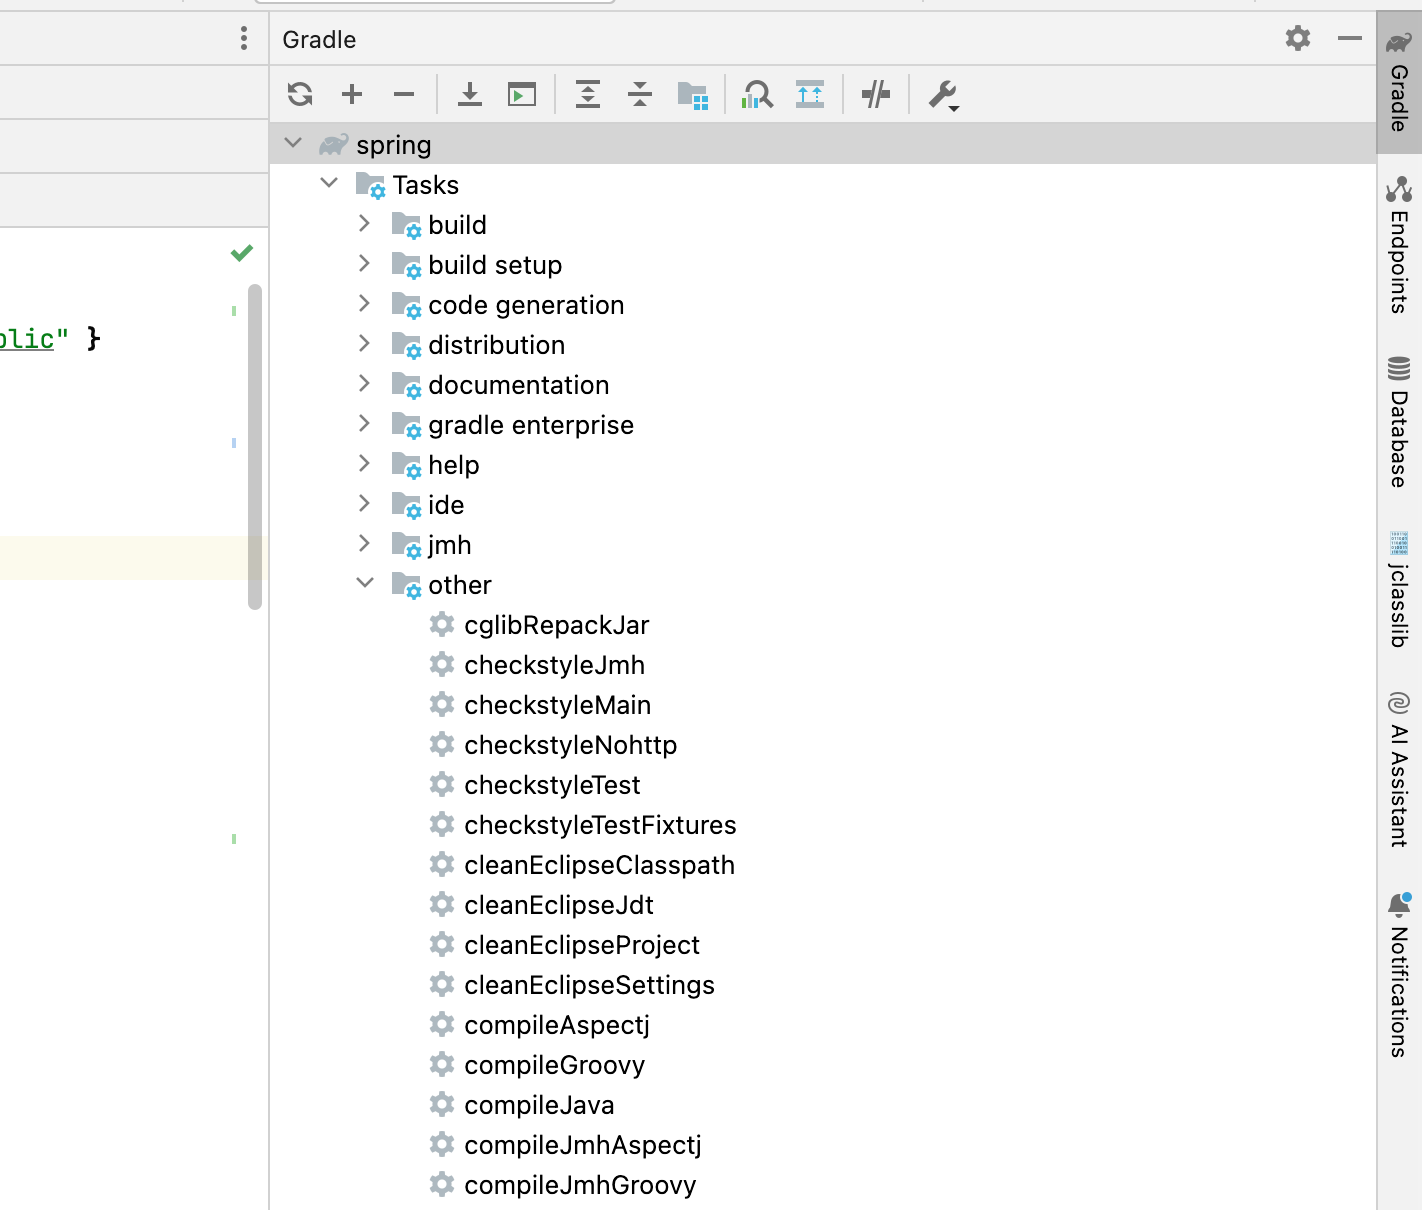 Gradle
spring
Tasks
build
build setup
code generation
distribution
documentation
gradle enterprise
help
ide
jmh
other
cglibRepackJar
checkstyleJmh
checkstyleMain
checkstyleNohttp
checkstyleTest
checkstyleTestFixtures
cleanEclipseClasspath
cleanEclipseJdt
cleanEclipseProject
cleanEclipseSettings
compileAspectj
compileGroovy
compileJava
compileJmhAspectj
compileJmhGroovy
blic" }
Gradle
Endpoints
Database
jclasslib
AI Assistant
Notifications